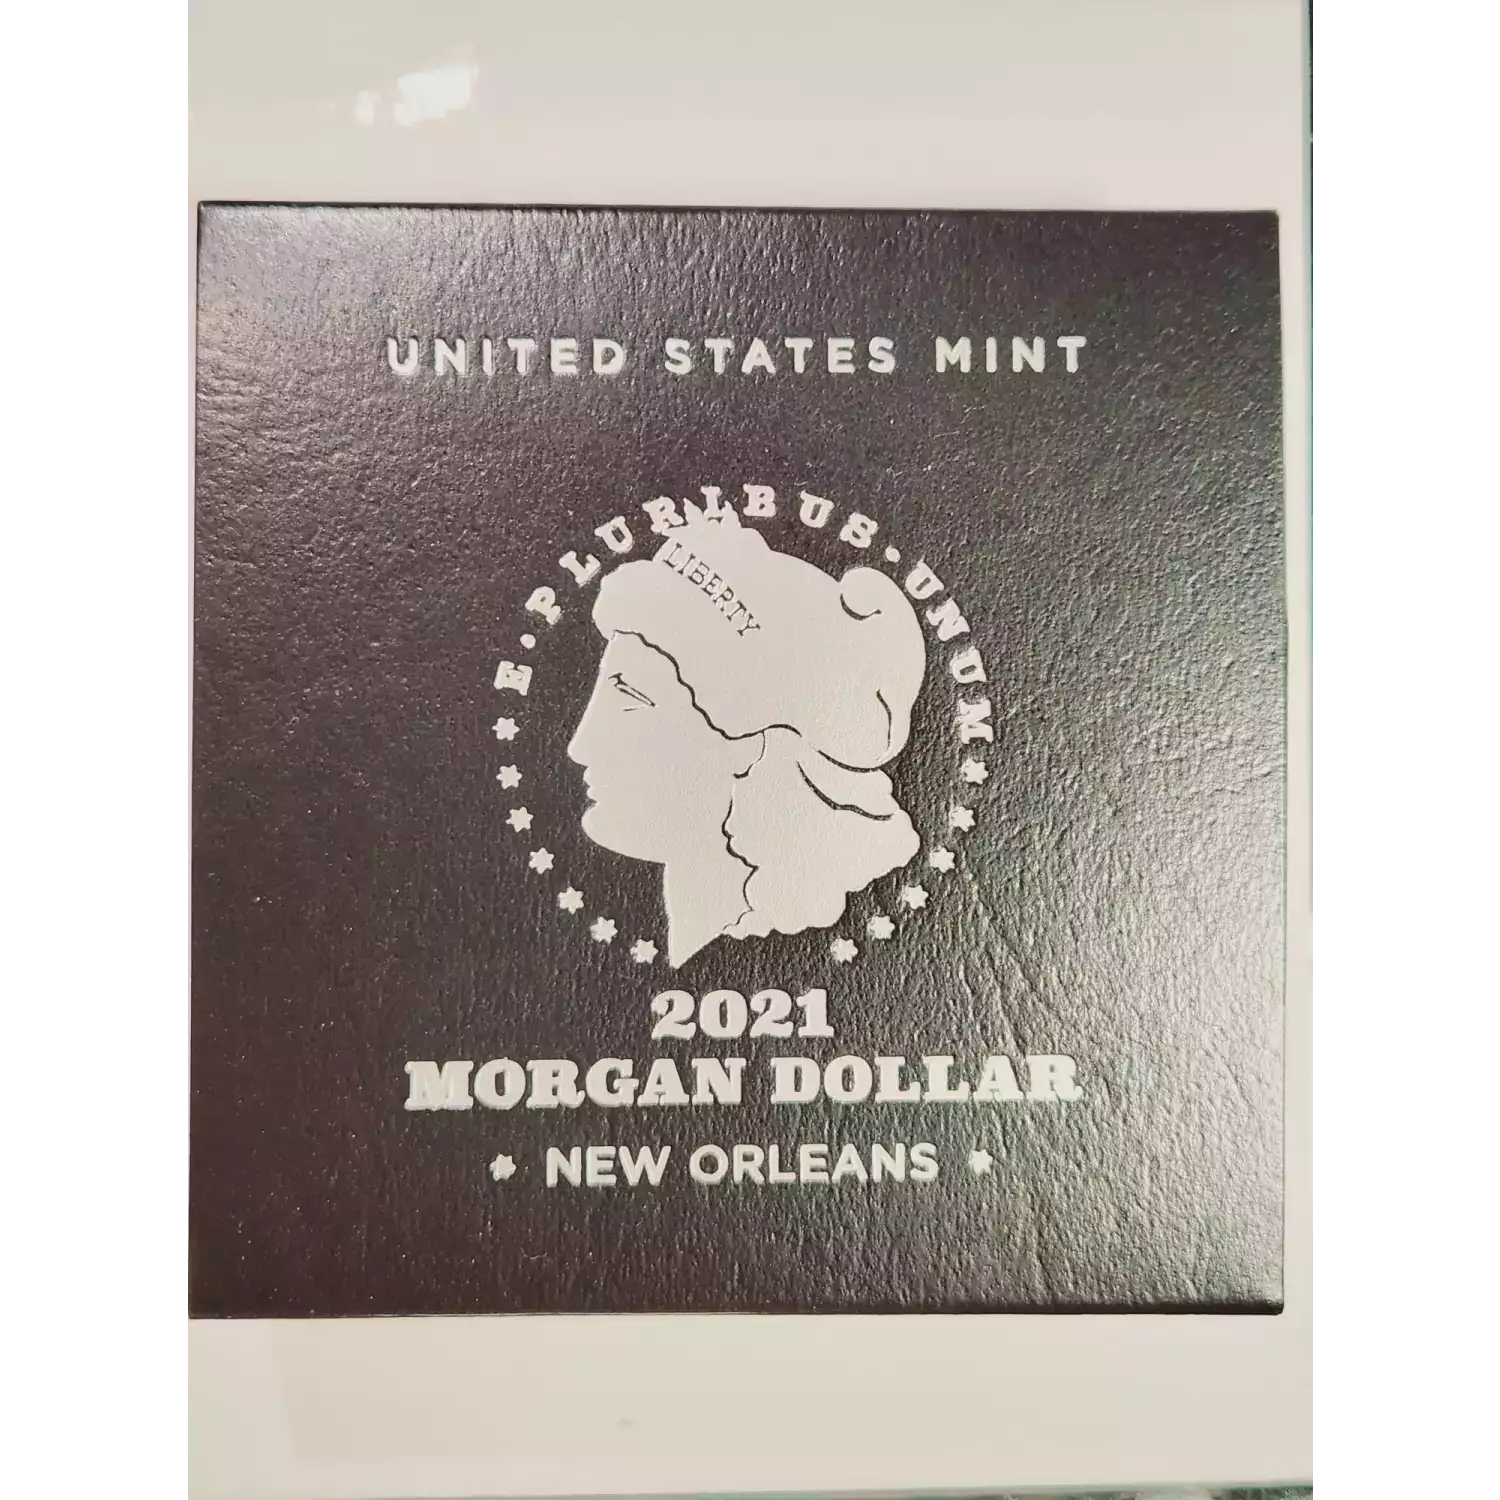 UNITED STATES MINT
E·PLURIBUS·UNUM
LIBERTY
2021
MORGAN DOLLAR
NEW ORLEANS